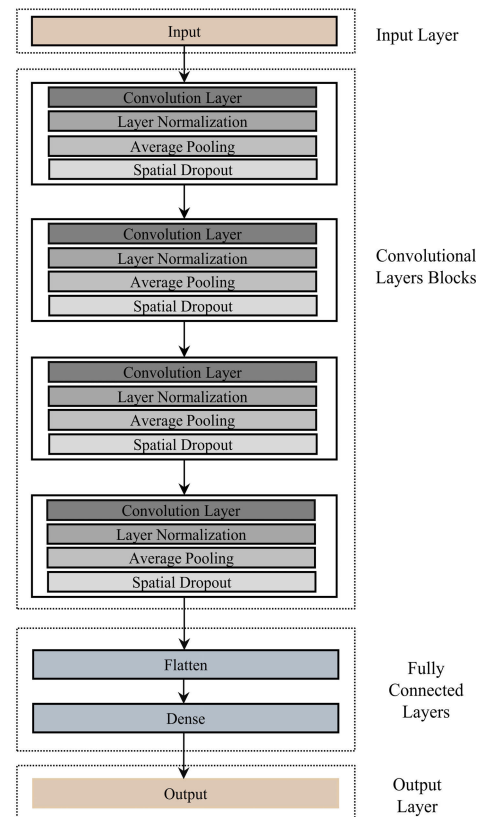 Input
Input Layer
Convolution Layer
Layer Normalization
Average Pooling
Spatial Dropout
Convolution Layer
Layer Normalization
Average Pooling
Spatial Dropout
Convolutional
Layers Blocks
Convolution Layer
Layer Normalization
Average Pooling
Spatial Dropout
Convolution Layer
Layer Normalization
Average Pooling
Spatial Dropout
Flatten
Dense
Fully
Connected
Layers
Output
Output
Layer